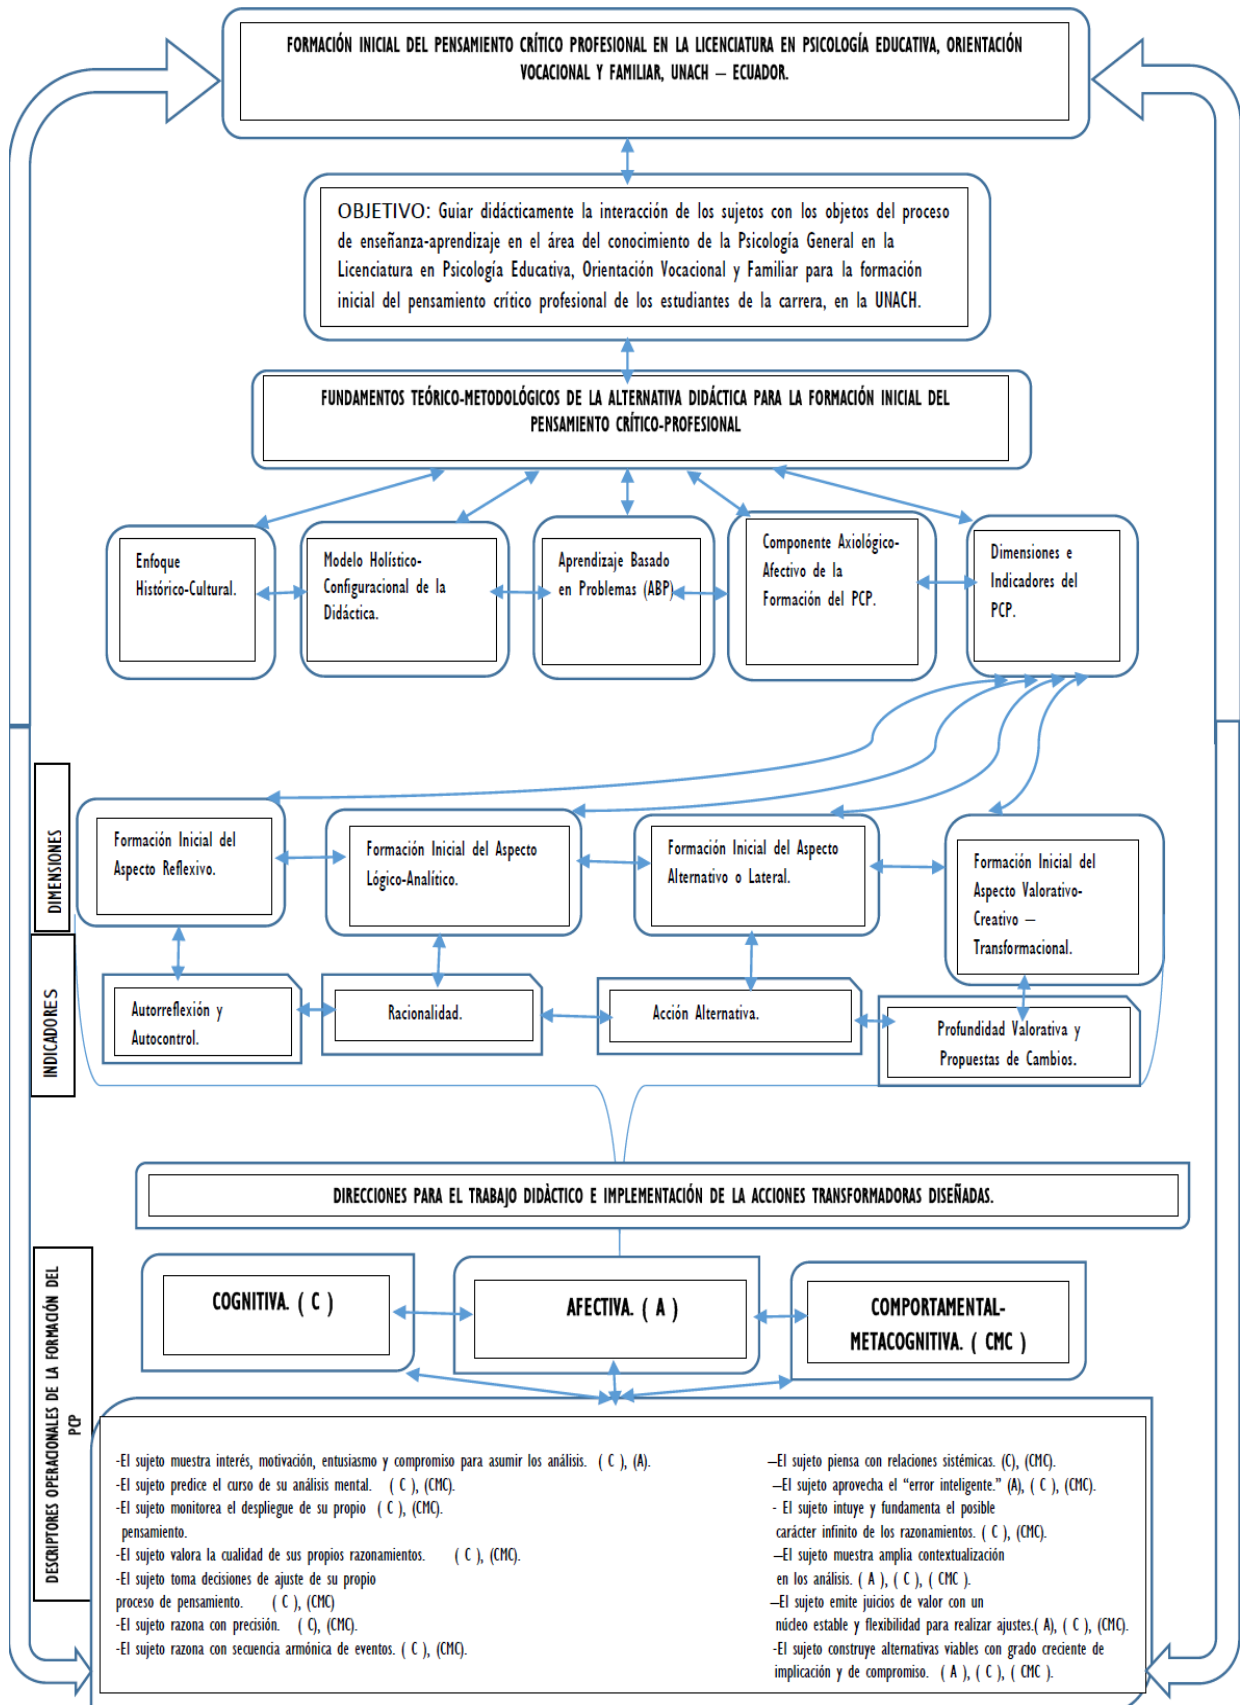 FORMACIÓN INICIAL DEL PENSAMIENTO CRÍTICO PROFESIONAL EN LA LICENCIATURA EN PSICOLOGÍA EDUCATIVA, ORIENTACIÓN
VOCACIONAL Y FAMILIAR, UNACH – ECUADOR.
OBJETIVO: Guiar didácticamente la interacción de los sujetos con los objetos del proceso
de enseñanza-aprendizaje en el área del conocimiento de la Psicología General en la
Licenciatura en Psicología Educativa, Orientación Vocacional y Familiar para la formación
inicial del pensamiento crítico profesional de los estudiantes de la carrera, en la UNACH.
FUNDAMENTOS TEÓRICO-METODOLÓGICOS DE LA ALTERNATIVA DIDÁCTICA PARA LA FORMACIÓN INICIAL DEL
PENSAMIENTO CRÍTICO-PROFESIONAL
Enfoque
Histórico-Cultural.
Modelo Holístico-
Configuracional de la
Didáctica.
Aprendizaje Basado
en Problemas (ABP)
Componente Axiológico-
Afectivo de la
Formación del PCP.
Dimensiones e
Indicadores del
PCP.
DIMENSIONES
Formación Inicial del
Aspecto Reflexivo.
Formación Inicial del Aspecto
Lógico-Analítico.
Formación Inicial del Aspecto
Alternativo o Lateral.
Formación Inicial del
Aspecto Valorativo-
Creativo –
Transformacional.
INDICADORES
Autorreflexión y
Autocontrol.
Racionalidad.
Acción Alternativa.
Profundidad Valorativa y
Propuestas de Cambios.
DIRECCIONES PARA EL TRABAJO DIDÀCTICO E IMPLEMENTACIÓN DE LA ACCIONES TRANSFORMADORAS DISEÑADAS.
COGNITIVA. ( C )
AFECTIVA. ( A )
COMPORTAMENTAL-
METACOGNITIVA. ( CMC )
DESCRIPTORES OPERACIONALES DE LA FORMACIÓN DEL
PCP
-El sujeto muestra interés, motivación, entusiasmo y compromiso para asumir los análisis. ( C ), (A).
-El sujeto predice el curso de su análisis mental. ( C ), (CMC).
-El sujeto monitorea el despliegue de su propio ( C ), (CMC).
pensamiento.
-El sujeto valora la cualidad de sus propios razonamientos. ( C ), (CMC).
-El sujeto toma decisiones de ajuste de su propio
proceso de pensamiento. ( C ), (CMC)
-El sujeto razona con precisión. ( C), (CMC).
-El sujeto razona con secuencia armónica de eventos. ( C ), (CMC).
–El sujeto piensa con relaciones sistémicas. (C), (CMC).
–El sujeto aprovecha el “error inteligente.” (A), ( C ), (CMC).
- El sujeto intuye y fundamenta el posible
carácter infinito de los razonamientos. ( C ), (CMC).
–El sujeto muestra amplia contextualización
en los análisis. ( A ), ( C ), ( CMC ).
–El sujeto emite juicios de valor con un
núcleo estable y flexibilidad para realizar ajustes.( A), ( C ), (CMC).
-El sujeto construye alternativas viables con grado creciente de
implicación y de compromiso. ( A ), ( C ), ( CMC ).